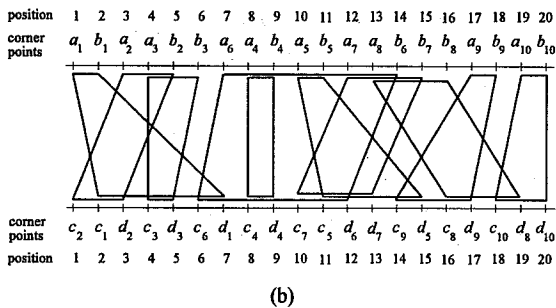 position 1 2 3 4 5 6 7 8 9 10 11 12 13 14 15 16 17 18 19 20
corner points a₁ b₁ a₂ a₃ b₂ b₃ a₆ a₄ b₄ a₅ b₅ a₇ a₈ b₆ b₇ b₈ a₉ b₉ a₁₀ b₁₀
corner points c₂ c₁ d₂ c₃ d₃ c₆ d₁ c₄ d₄ c₇ c₅ d₆ d₇ c₉ d₅ c₈ d₉ c₁₀ d₈ d₁₀
position 1 2 3 4 5 6 7 8 9 10 11 12 13 14 15 16 17 18 19 20
(b)